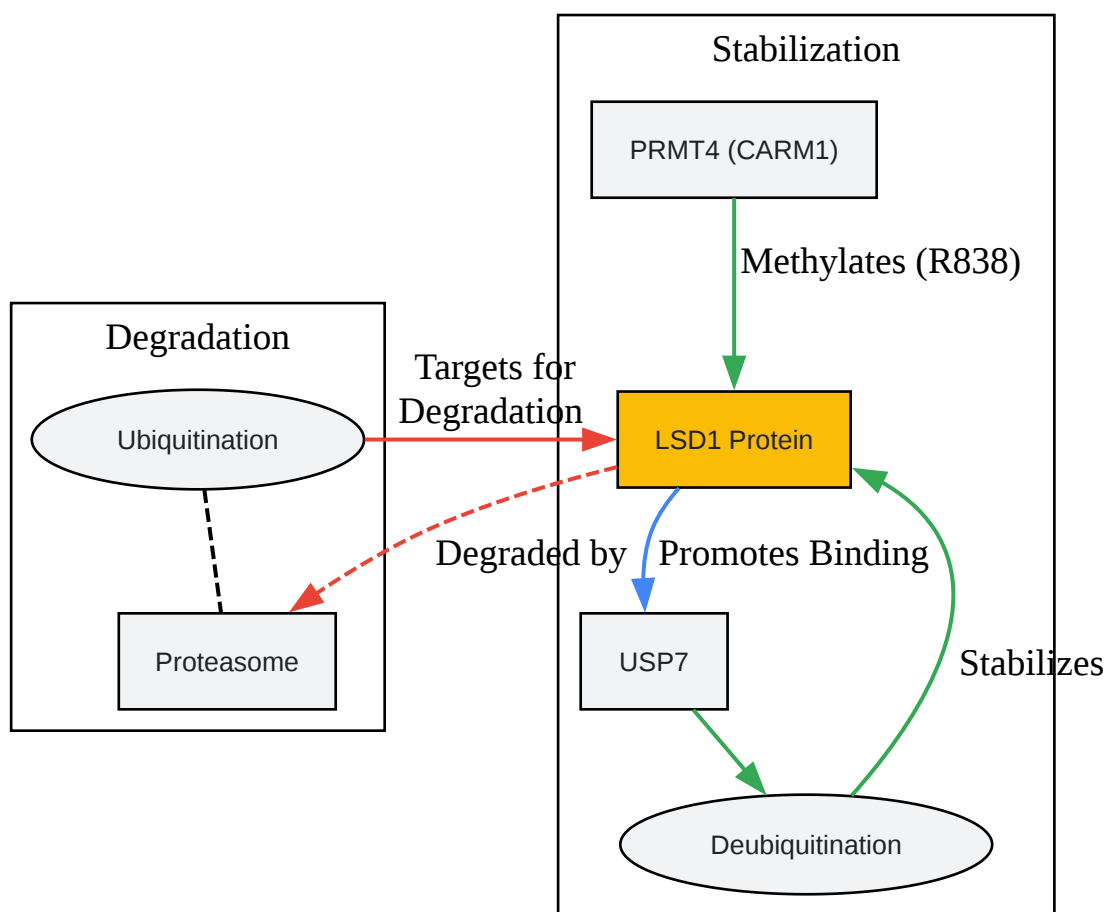 Stabilization
PRMT4 (CARM1)
Methylates (R838)
Degradation
Targets for
Degradation
Ubiquitination
LSD1 Protein
Degraded by
Promotes Binding
Proteasome
USP7
Stabilizes
Deubiquitination